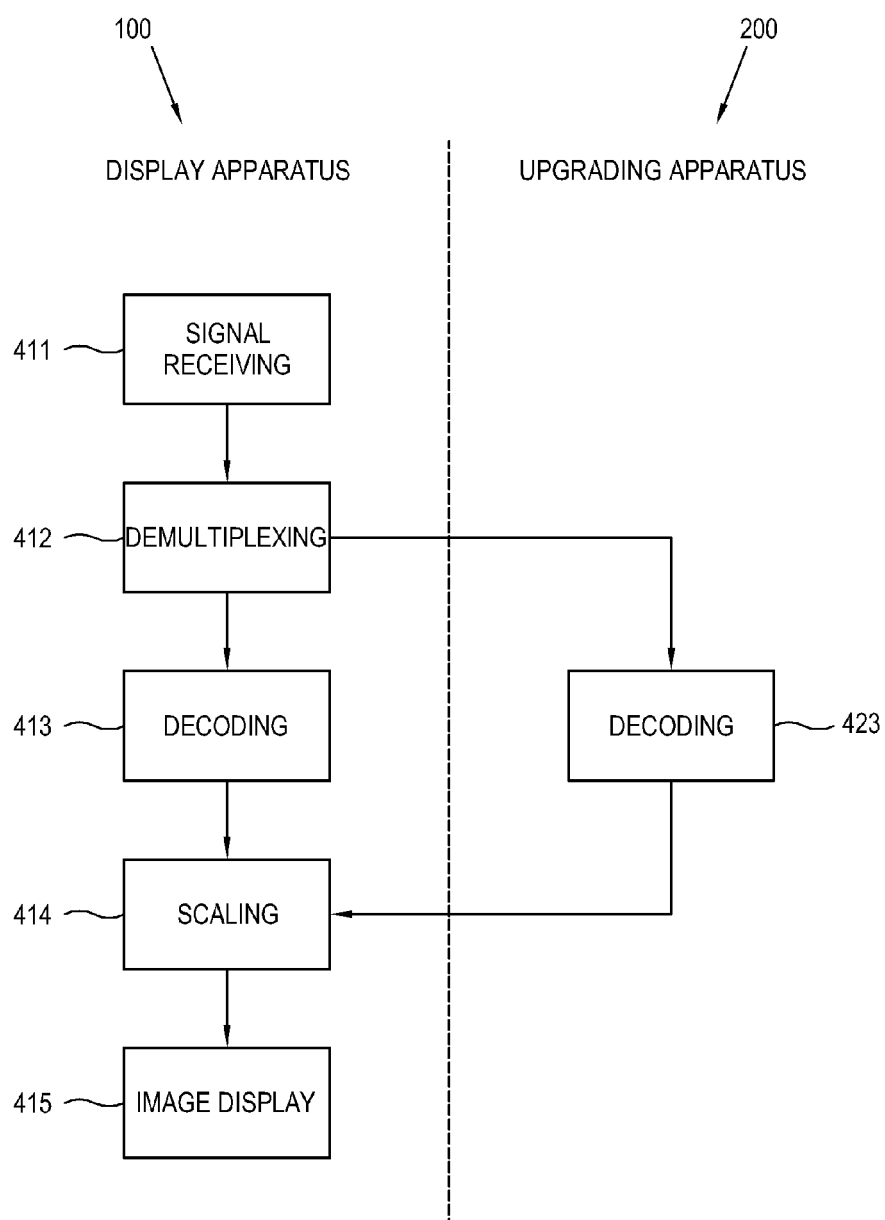 100
200
DISPLAY APPARATUS
UPGRADING APPARATUS
411
SIGNAL
RECEIVING
412
DEMULTIPLEXING
413
DECODING
DECODING
423
414
SCALING
415
IMAGE DISPLAY